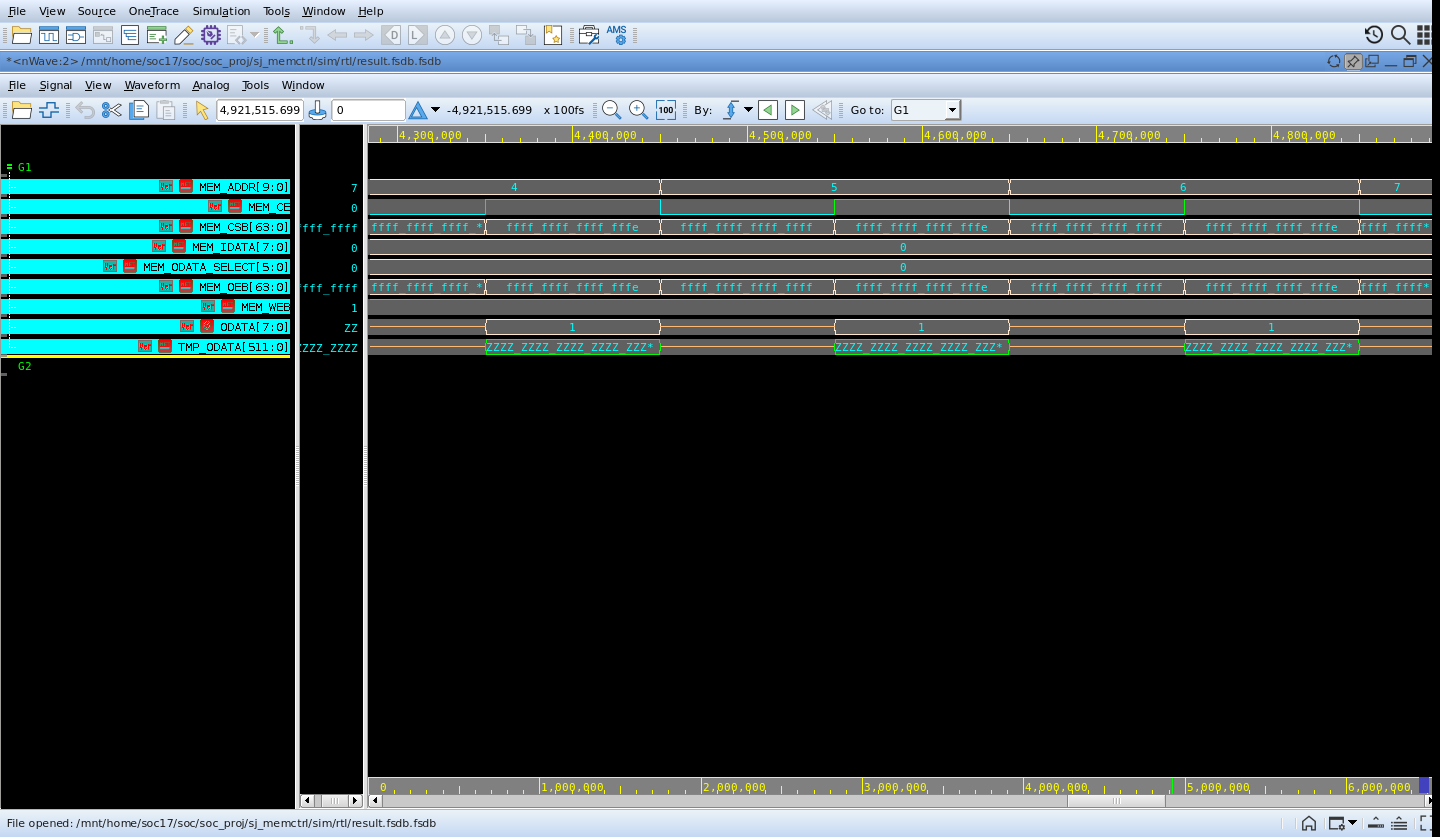 File View Source OneTrace Simulation Tools Window Help
D L AMS
*<nWave:2> /mnt/home/soc17/soc/soc_proj/sj_memctrl/sim/rtl/result.fsdb.fsdb
File Signal View Waveform Analog Tools Window
4,921,515.699 0 -4,921,515.699 x 100fs 100 By: Go to: G1
4,300,000 4,400,000 4,500,000 4,600,000 4,700,000 4,800,000
G1
MEM_ADDR[9:0] 7 4 5 6 7
MEM_CE 0
MEM_CSB[63:0] fff_ffff ffff_ffff_ffff_* ffff_ffff_ffff_fffe ffff_ffff_ffff_ffff ffff_ffff_ffff_fffe ffff_ffff_ffff_ffff ffff_ffff_ffff_fffe ffff_ffff*
MEM_IDATA[7:0] 0 0
MEM_ODATA_SELECT[5:0] 0 0
MEM_OEB[63:0] fff_ffff ffff_ffff_ffff_* ffff_ffff_ffff_fffe ffff_ffff_ffff_ffff ffff_ffff_ffff_fffe ffff_ffff_ffff_ffff ffff_ffff_ffff_fffe ffff_ffff*
MEM_WEB 1
ODATA[7:0] ZZ 1 1 1
TMP_ODATA[511:0] ZZZ_ZZZZ ZZZZ_ZZZZ_ZZZZ_ZZZZ_ZZZ* ZZZZ_ZZZZ_ZZZZ_ZZZZ_ZZZ* ZZZZ_ZZZZ_ZZZZ_ZZZZ_ZZZ*
G2
0 1,000,000 2,000,000 3,000,000 4,000,000 5,000,000 6,000,000
File opened: /mnt/home/soc17/soc/soc_proj/sj_memctrl/sim/rtl/result.fsdb.fsdb